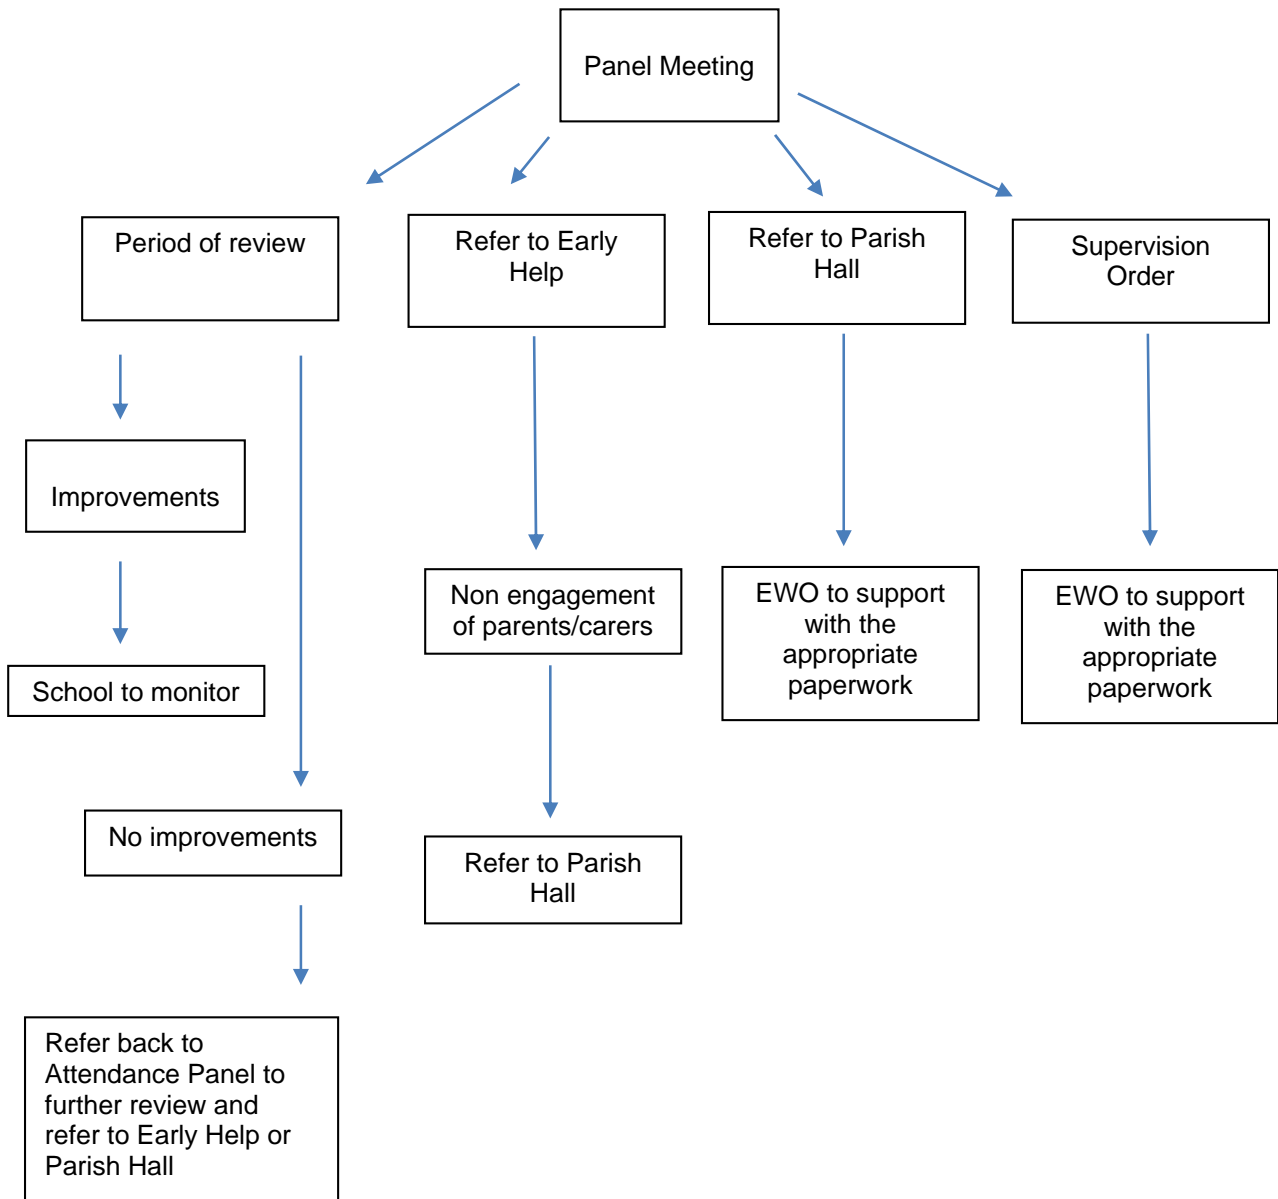 Panel Meeting
Period of review
Refer to Early
Help
Refer to Parish
Hall
Supervision
Order
Improvements
School to monitor
No improvements
Refer back to
Attendance Panel to
further review and
refer to Early Help or
Parish Hall
Non engagement
of parents/carers
Refer to Parish
Hall
EWO to support
with the
appropriate
paperwork
EWO to support
with the
appropriate
paperwork